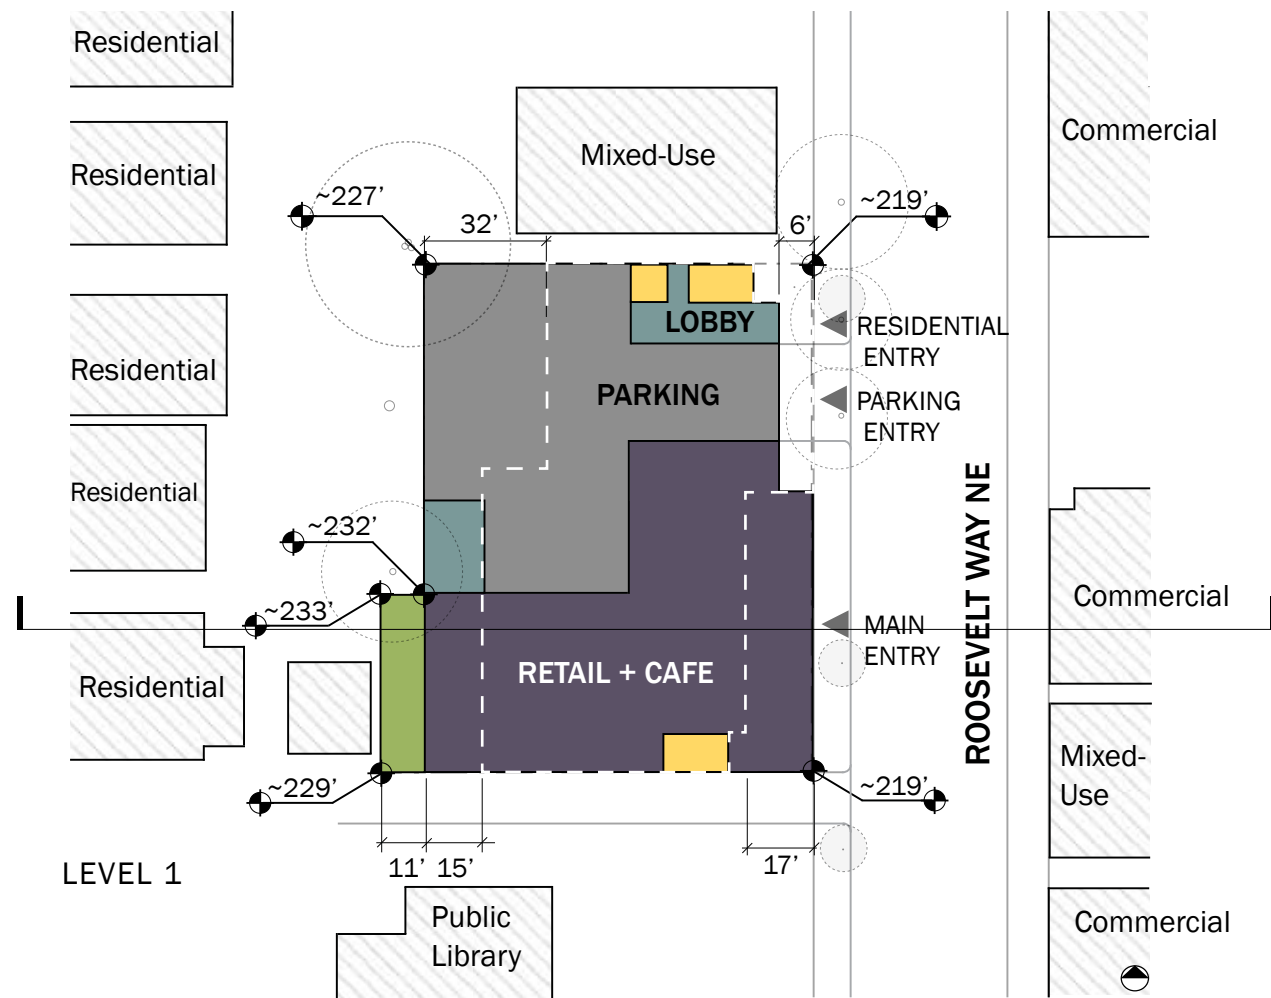 Residential
Commercial
Mixed-Use
Residential
~227’
32’
6’
~219’
LOBBY
RESIDENTIAL
ENTRY
Residential
PARKING
PARKING
ENTRY
Residential
~232’
ROOSEVELT WAY NE
~233’
Commercial
MAIN
ENTRY
Residential
RETAIL + CAFE
Mixed-
Use
~229’
~219’
11’
15’
17’
LEVEL 1
Public
Library
Commercial